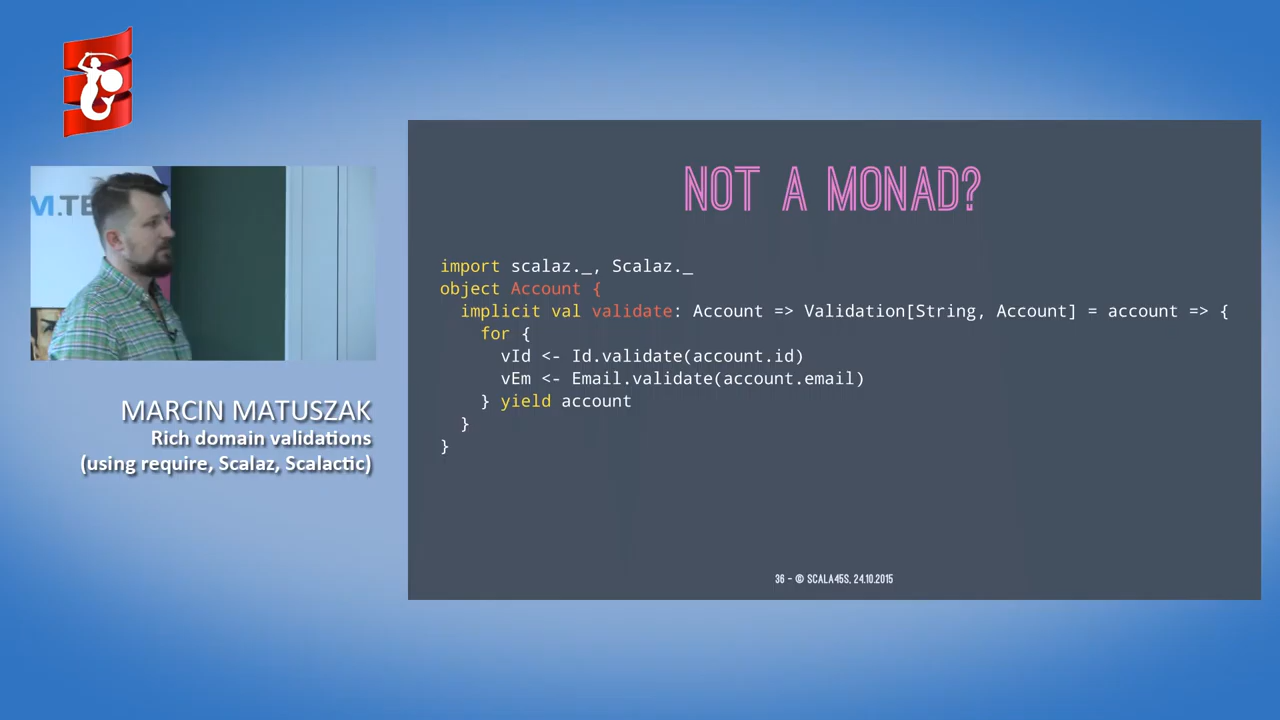 M.TE
MARCIN MATUSZAK
Rich domain validations
(using require, Scalaz, Scalactic)
NOT A MONAD?
import scalaz._, Scalaz._
object Account {
implicit val validate: Account => Validation[String, Account] = account => {
for {
vId <- Id.validate(account.id)
vEm <- Email.validate(account.email)
} yield account
}
}
36 - © SCALA45S, 24.10.2015